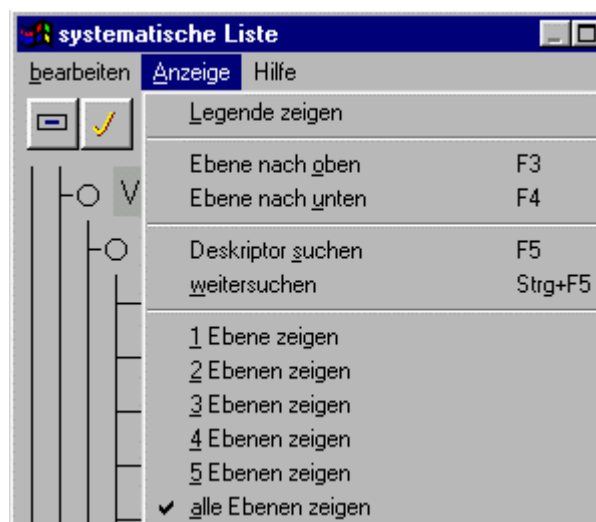 systematische Liste
bearbeiten Anzeige Hilfe
Legende zeigen
Ebene nach oben F3
V
Ebene nach unten F4
Deskriptor suchen F5
weitersuchen Strg+F5
1 Ebene zeigen
2 Ebenen zeigen
3 Ebenen zeigen
4 Ebenen zeigen
5 Ebenen zeigen
alle Ebenen zeigen